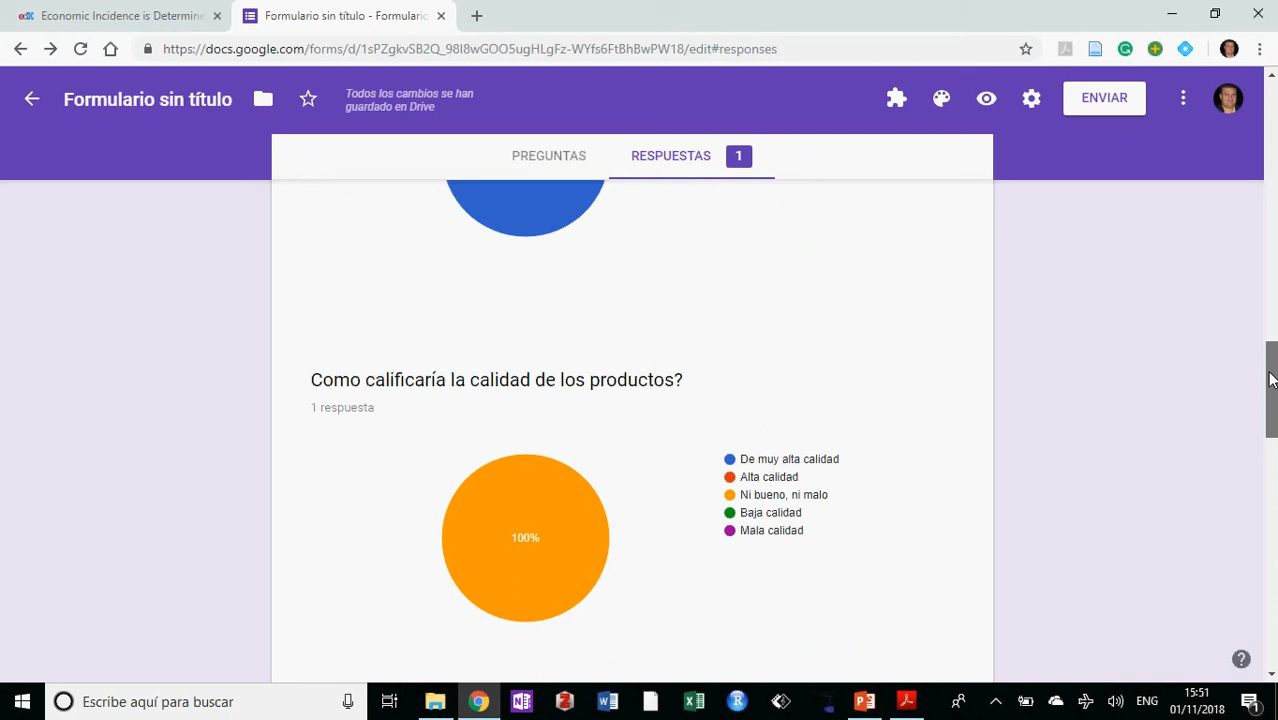 Economic Incidence is Determine
Formulario sin título - Formulario
https://docs.google.com/forms/d/1sPZgkvSB2Q_98I8wGOO5ugHLgFz-WYfs6FtBhBwPW18/edit#responses
Formulario sin título
Todos los cambios se han
guardado en Drive
ENVIAR
PREGUNTAS
RESPUESTAS 1
Como calificaría la calidad de los productos?
1 respuesta
100%
De muy alta calidad
Alta calidad
Ni bueno, ni malo
Baja calidad
Mala calidad
Escribe aquí para buscar
ENG
15:51
01/11/2018